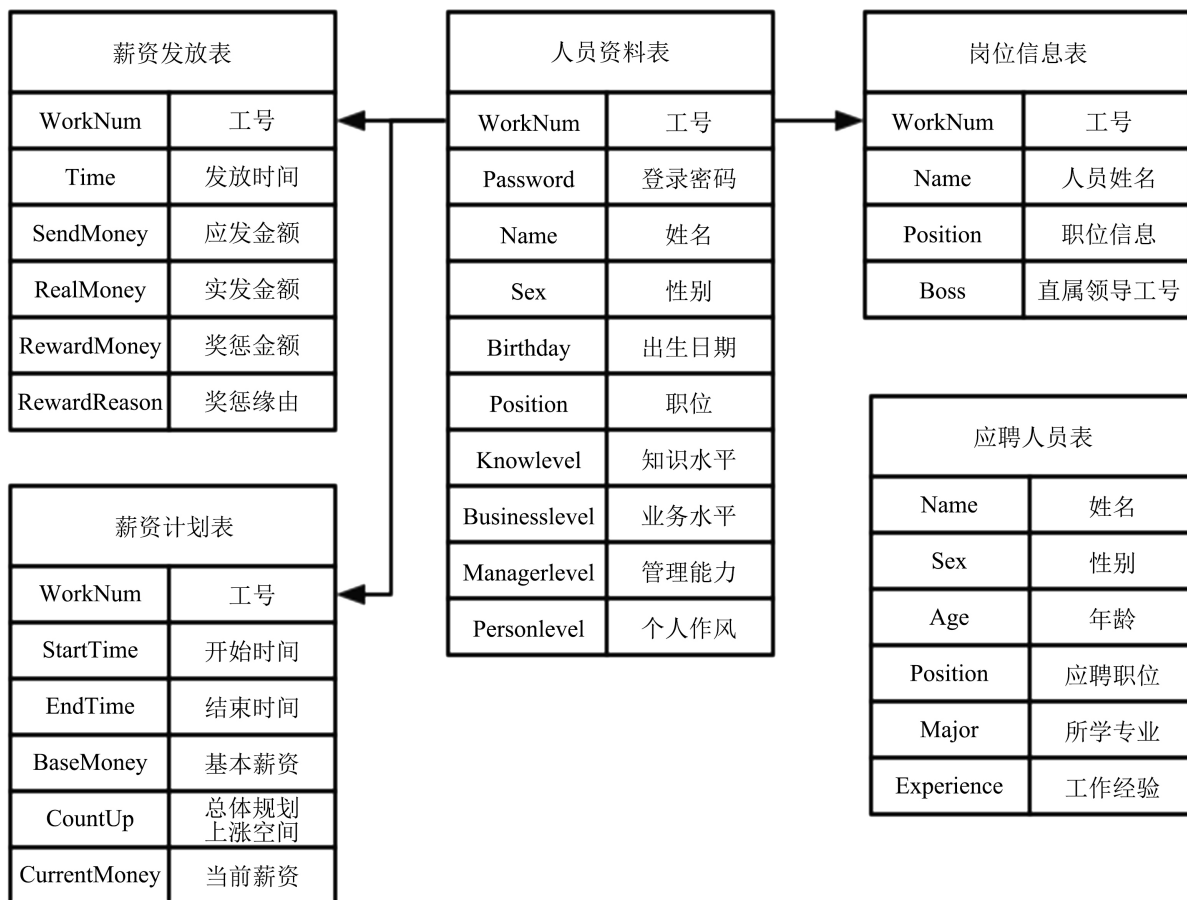 薪资发放表
WorkNum 工号
Time 发放时间
SendMoney 应发金额
RealMoney 实发金额
RewardMoney 奖惩金额
RewardReason 奖惩缘由
薪资计划表
WorkNum 工号
StartTime 开始时间
EndTime 结束时间
BaseMoney 基本薪资
CountUp 总体规划
上涨空间
CurrentMoney 当前薪资
人员资料表
WorkNum 工号
Password 登录密码
Name 姓名
Sex 性别
Birthday 出生日期
Position 职位
Knowlevel 知识水平
Businesslevel 业务水平
Managerlevel 管理能力
Personlevel 个人作风
岗位信息表
WorkNum 工号
Name 人员姓名
Position 职位信息
Boss 直属领导工号
应聘人员表
Name 姓名
Sex 性别
Age 年龄
Position 应聘职位
Major 所学专业
Experience 工作经验